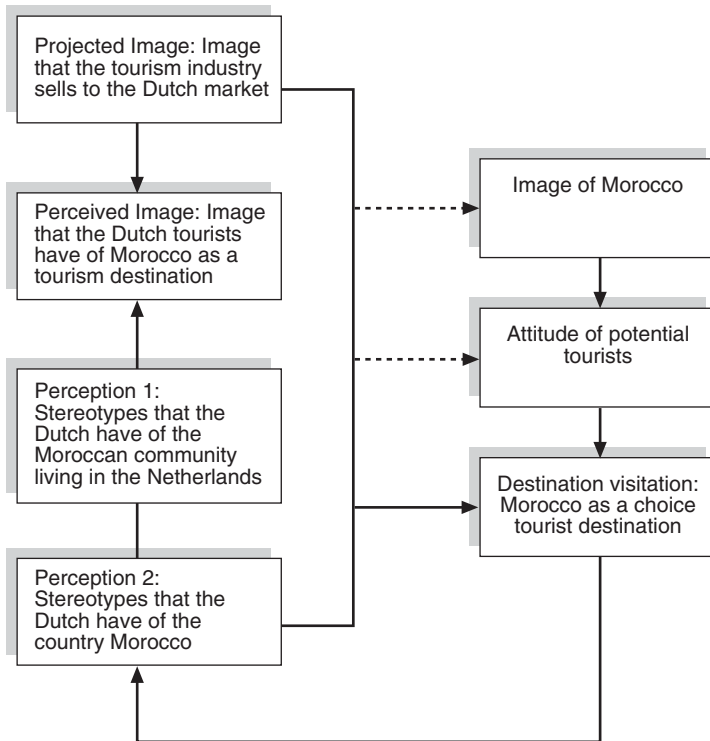 Projected Image: Image
that the tourism industry
sells to the Dutch market
Perceived Image: Image
that the Dutch tourists
have of Morocco as a
tourism destination
Perception 1:
Stereotypes that the
Dutch have of the
Moroccan community
living in the Netherlands
Perception 2:
Stereotypes that the
Dutch have of the
country Morocco
Image of Morocco
Attitude of potential
tourists
Destination visitation:
Morocco as a choice
tourist destination